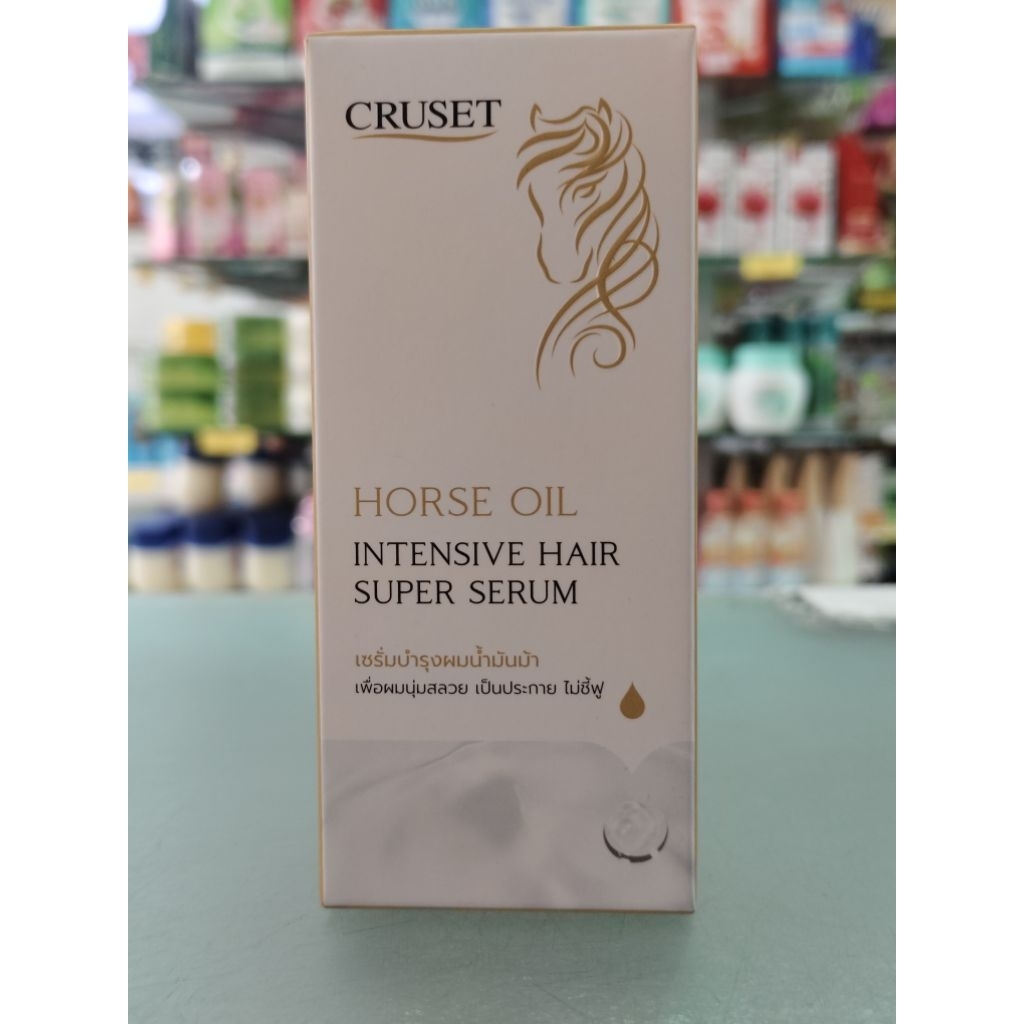 CRUSET
HORSE OIL
INTENSIVE HAIR
SUPER SERUM
เซรั่มบำรุงผมน้ำมันม้า
เพื่อผมนุ่มสลวย เป็นประกาย ไม่ชี้ฟู